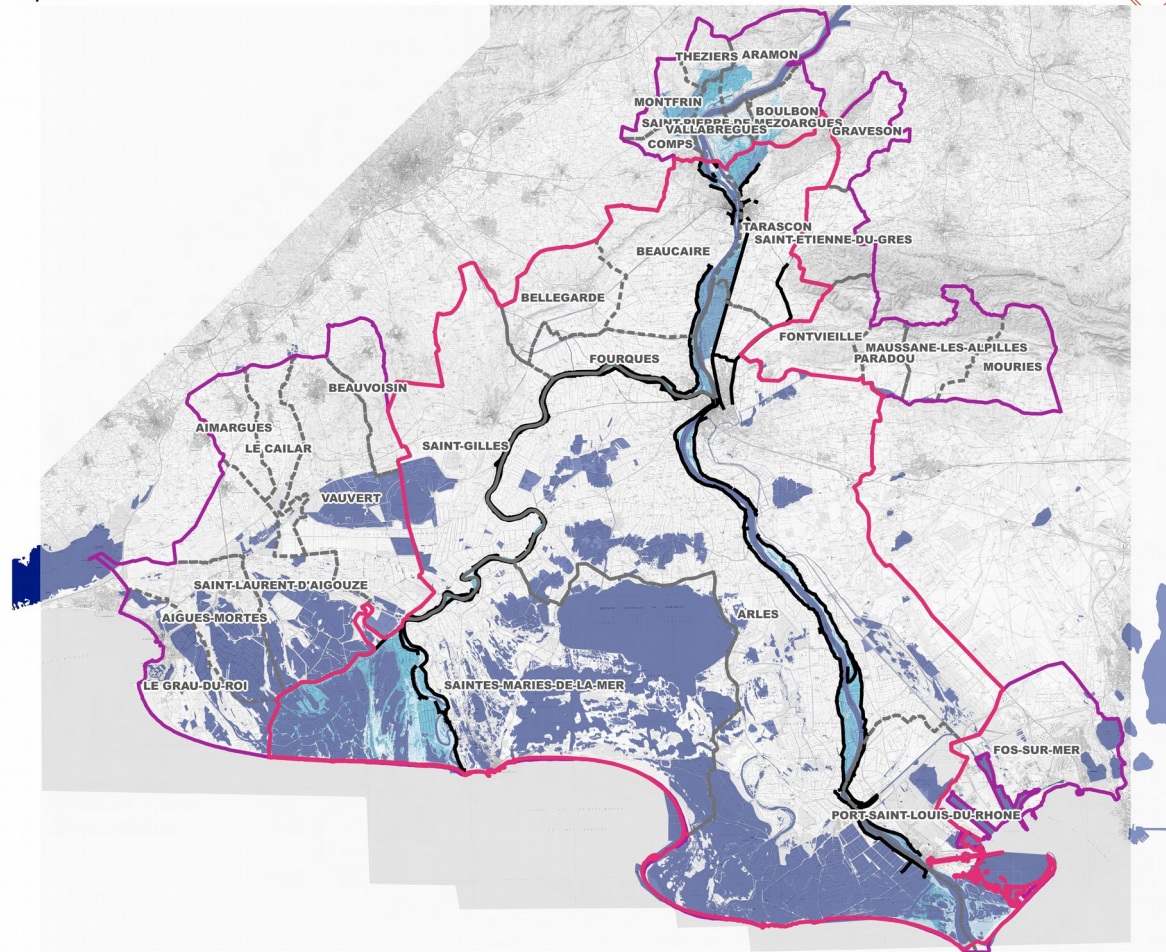 THEZIERS ARAMON
MONTFRIN
BOULBON
SAINT-PIERRE-DE-MEZOARGUES
VALLABREGUES
GRAVESON
COMPS
TARASCON
SAINT-ETIENNE-DU-GRES
BEAUCAIRE
BELLEGARDE
FONTVIEILLE
MAUSSANE-LES-ALPILLES
FOURQUES
PARADOU
MOURIES
BEAUVOISIN
AIMARGUES
LE CAILAR
SAINT-GILLES
VAUVERT
SAINT-LAURENT-D'AIGOUZE
AIGUES-MORTES
ARLES
LE GRAU-DU-ROI
SAINTES-MARIES-DE-LA-MER
FOS-SUR-MER
PORT-SAINT-LOUIS-DU-RHONE